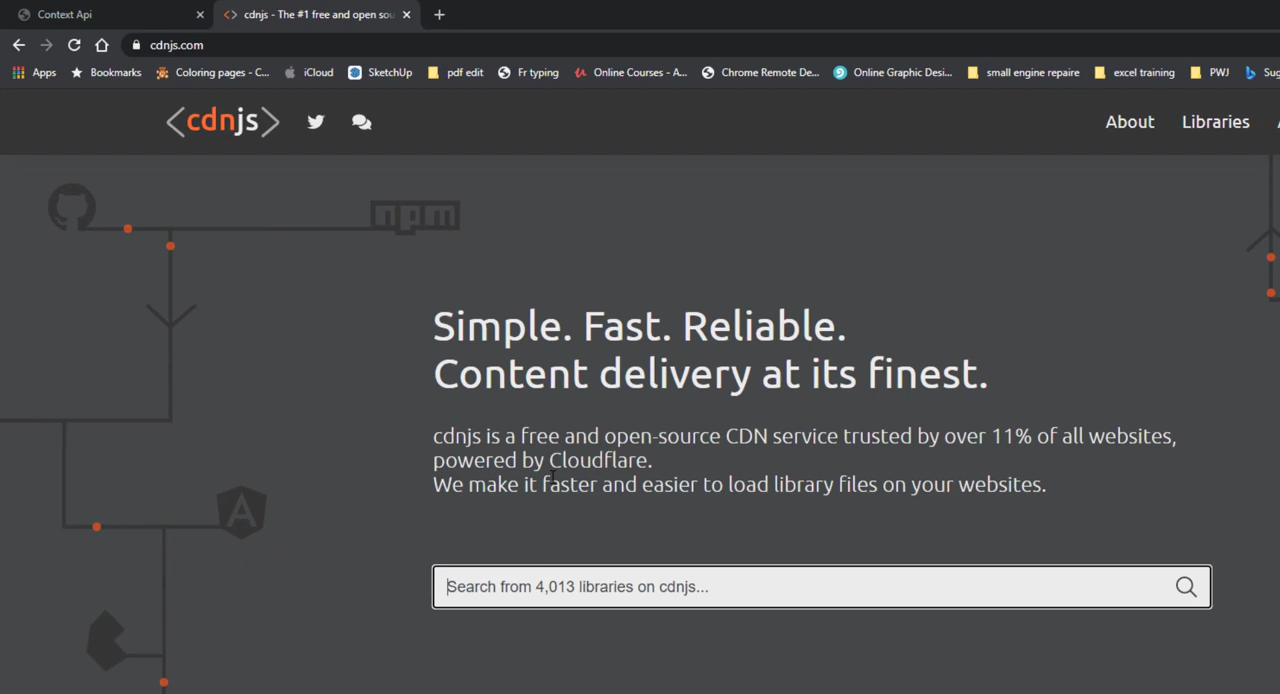 Context Api
cdnjs - The #1 free and open sou
cdnjs.com
Apps
Bookmarks
Coloring pages - C...
iCloud
SketchUp
pdf edit
Fr typing
Online Courses - A...
Chrome Remote De...
Online Graphic Desi...
small engine repaire
excel training
PWJ
Sug
<cdnjs>
About
Libraries
npm
Simple. Fast. Reliable.
Content delivery at its finest.
cdnjs is a free and open-source CDN service trusted by over 11% of all websites,
powered by Cloudflare.
We make it faster and easier to load library files on your websites.
Search from 4,013 libraries on cdnjs...